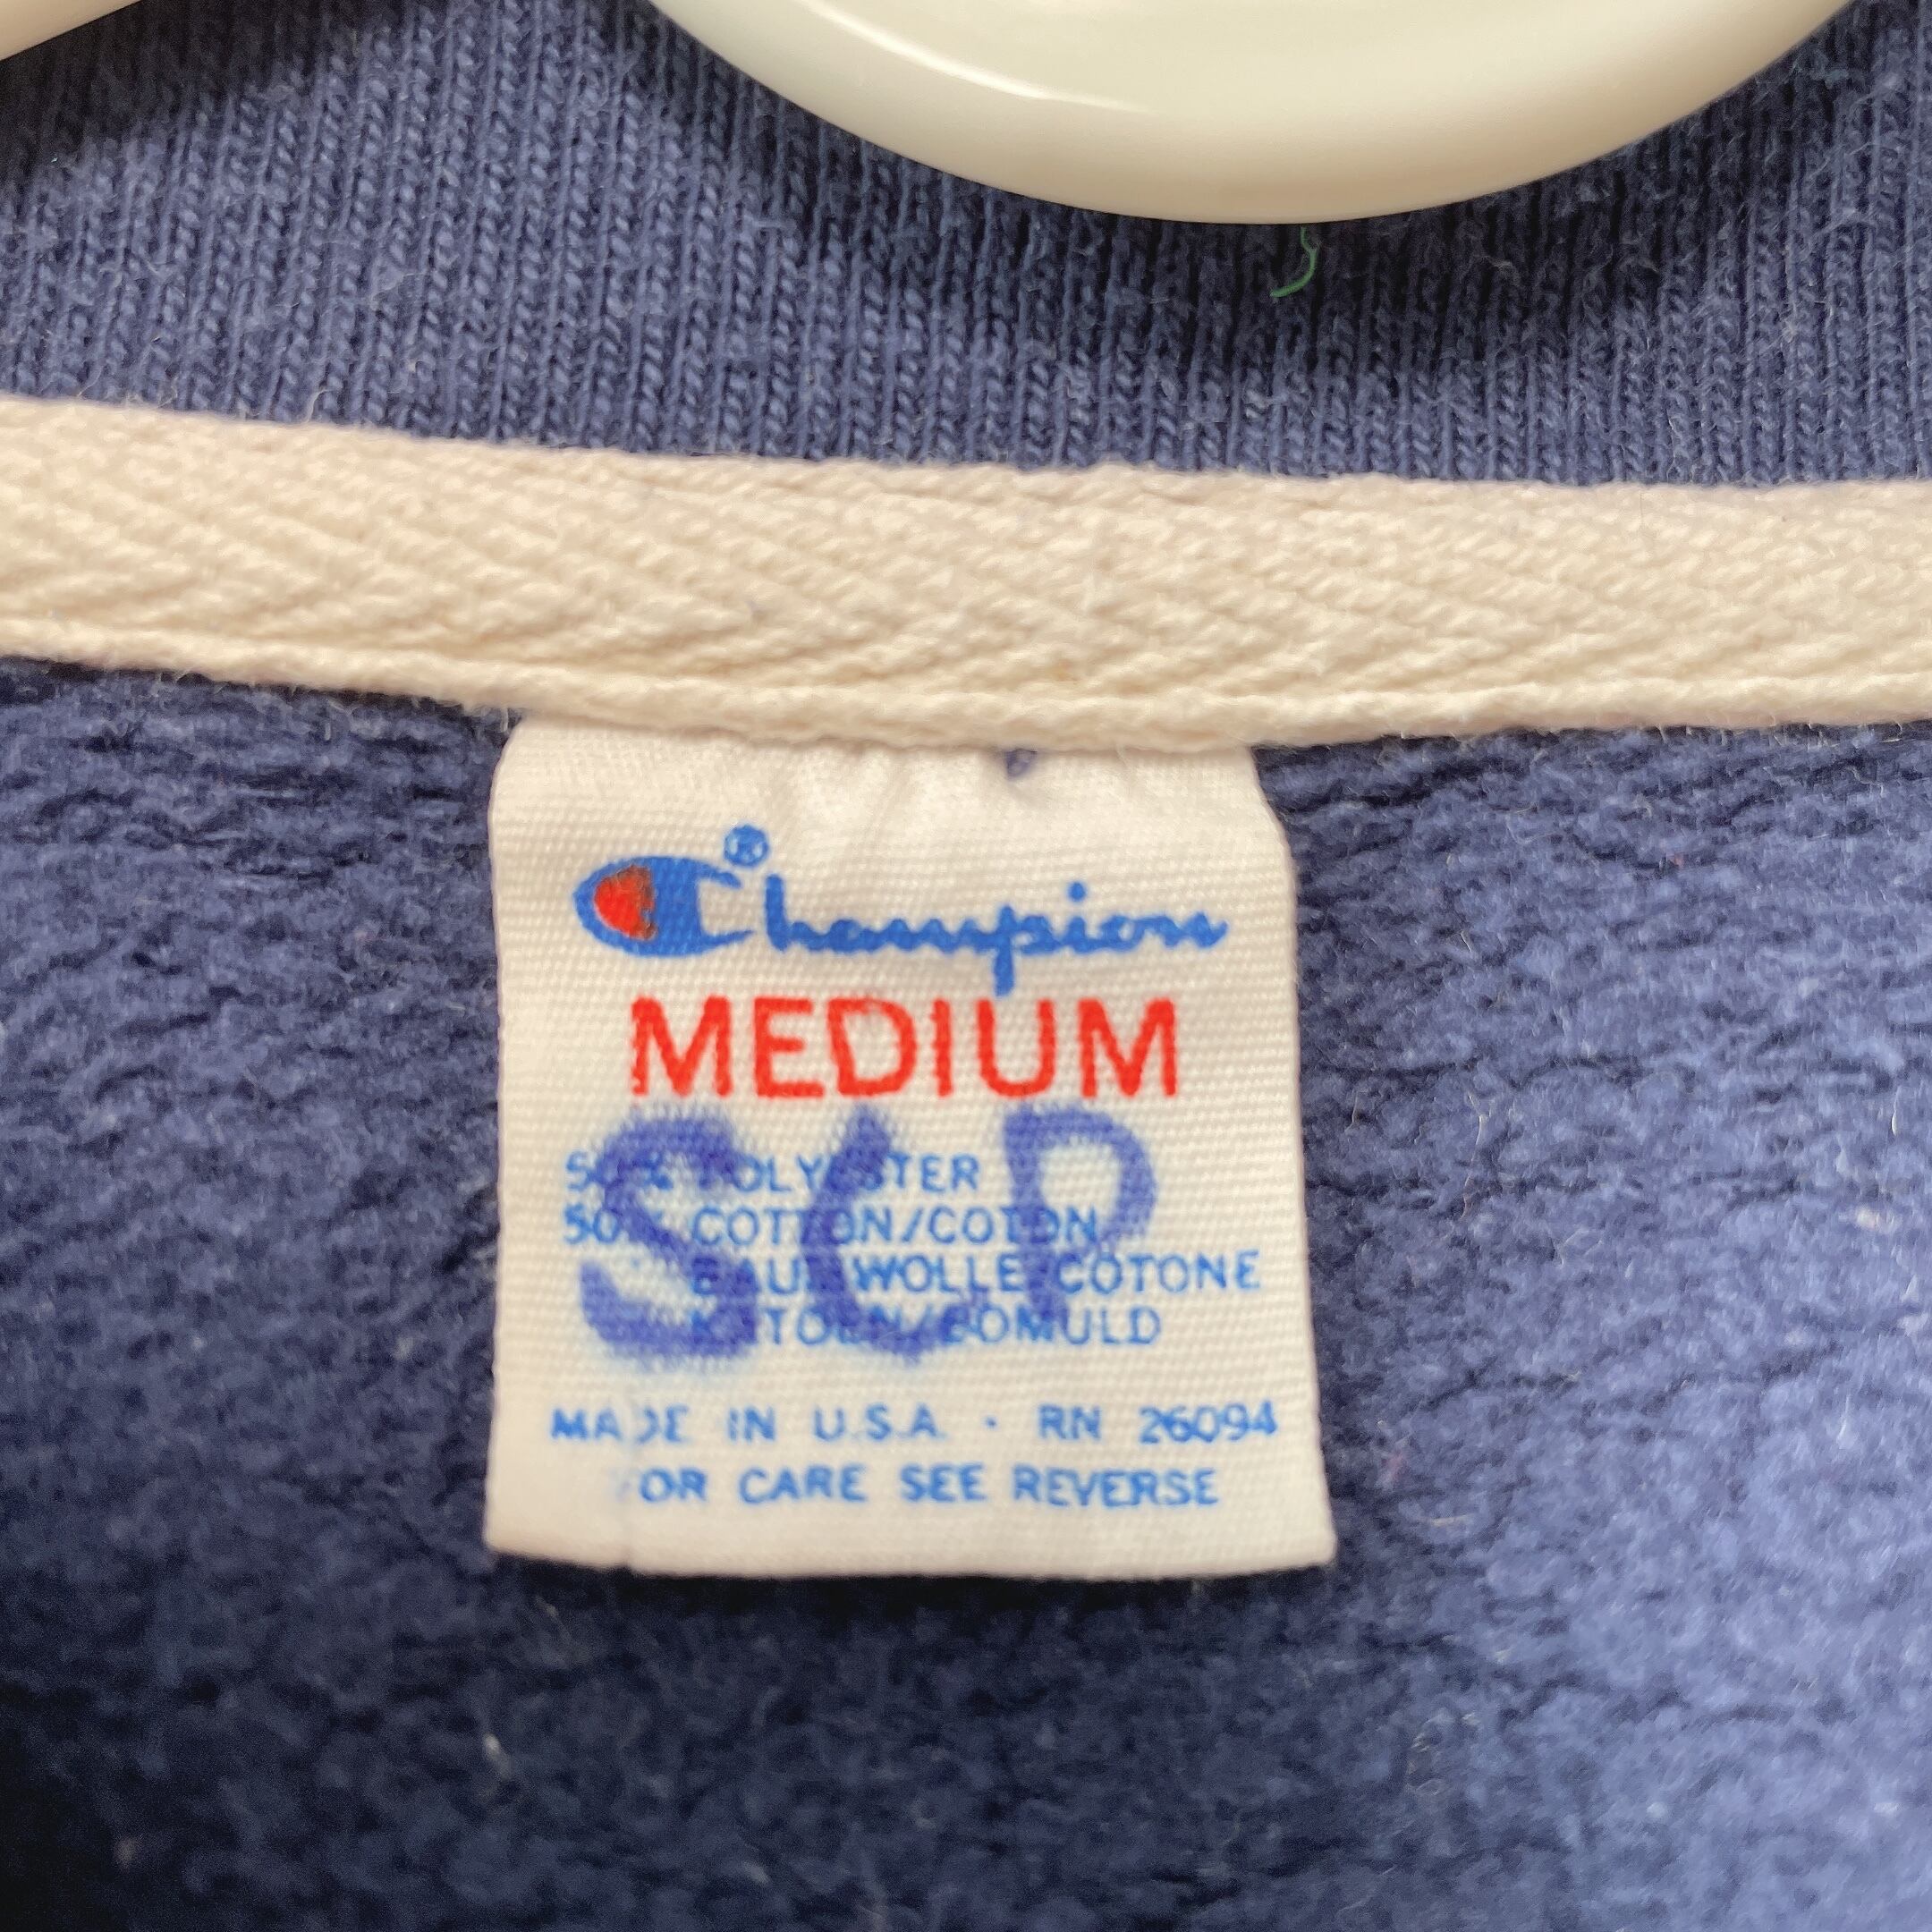 Champion®
MEDIUM
SCP
50% POLYESTER
50% COTTON/COTON
BAUMWOLLE/COTONE
KATOEN/BOMULD
MADE IN U.S.A. · RN 26094
FOR CARE SEE REVERSE